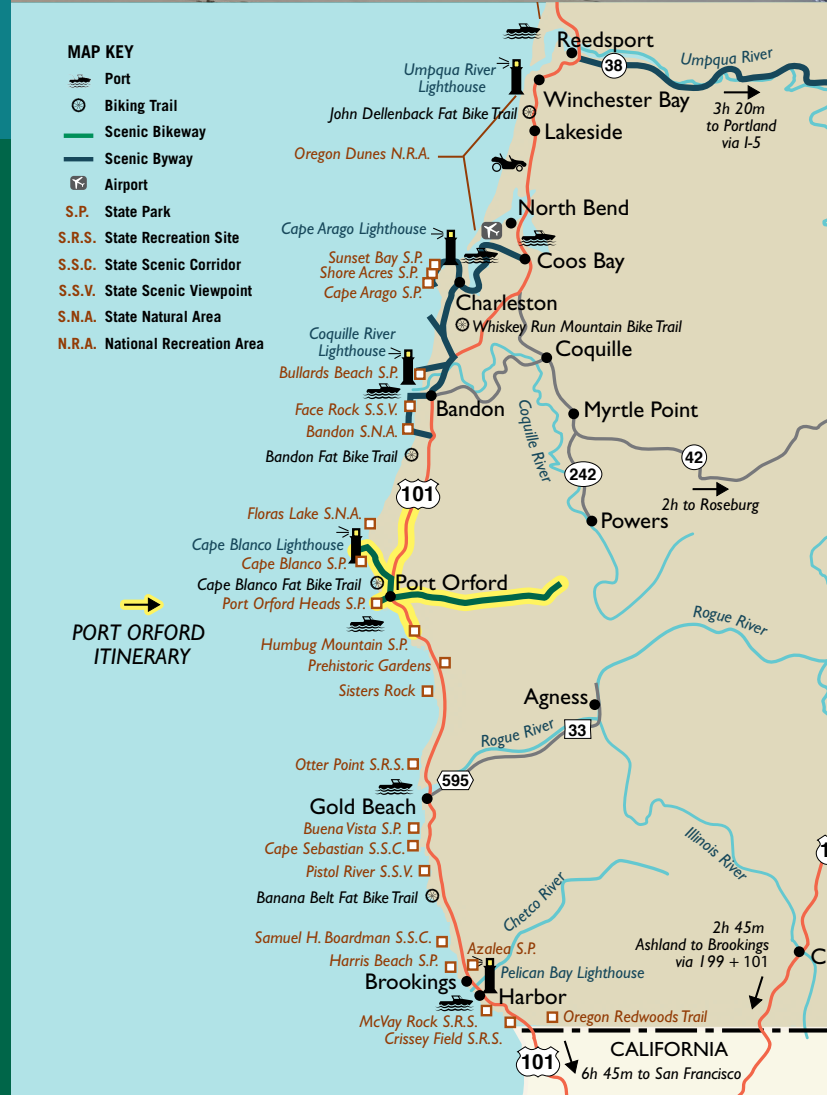 MAP KEY
Port
Biking Trail
Scenic Bikeway
Scenic Byway
Airport
S.P. State Park
S.R.S. State Recreation Site
S.S.C. State Scenic Corridor
S.S.V. State Scenic Viewpoint
S.N.A. State Natural Area
N.R.A. National Recreation Area
Reedsport
38
Umpqua River
Umpqua River
Lighthouse
Winchester Bay
3h 20m
to Portland
via I-5
John Dellenback Fat Bike Trail
Lakeside
Oregon Dunes N.R.A.
North Bend
Cape Arago Lighthouse
Sunset Bay S.P.
Shore Acres S.P.
Cape Arago S.P.
Coos Bay
Charleston
Whiskey Run Mountain Bike Trail
Coquille River
Lighthouse
Coquille
Bullards Beach S.P.
Face Rock S.S.V.
Bandon
Bandon S.N.A.
Coquille River
Myrtle Point
Bandon Fat Bike Trail
42
242
101
2h to Roseburg
Floras Lake S.N.A.
Powers
Cape Blanco Lighthouse
Cape Blanco S.P.
Cape Blanco Fat Bike Trail
Port Orford
Port Orford Heads S.P.
PORT ORFORD
ITINERARY
Rogue River
Humbug Mountain S.P.
Prehistoric Gardens
Sisters Rock
Agness
33
Rogue River
Otter Point S.R.S.
595
Gold Beach
Buena Vista S.P.
Cape Sebastian S.S.C.
Pistol River S.S.V.
Illinois River
Banana Belt Fat Bike Trail
Chetco River
Samuel H. Boardman S.S.C.
Azalea S.P.
Harris Beach S.P.
2h 45m
Ashland to Brookings
via 199 + 101
C
Brookings
Pelican Bay Lighthouse
Harbor
McVay Rock S.R.S.
Oregon Redwoods Trail
Crissey Field S.R.S.
101
CALIFORNIA
6h 45m to San Francisco